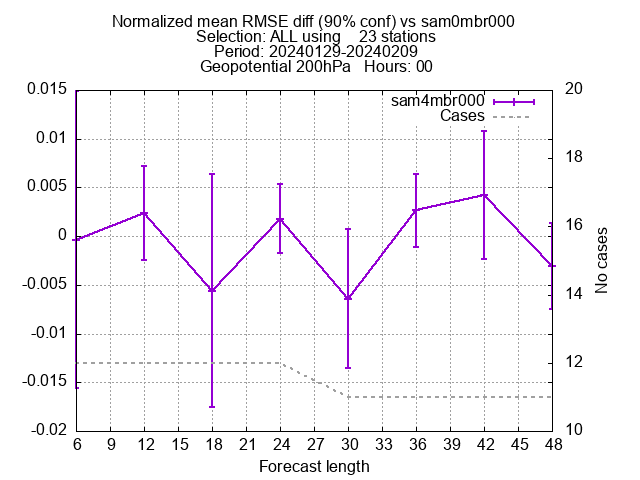 Normalized mean RMSE diff (90% conf) vs sam0mbr000
Selection: ALL using    23 stations
Period: 20240129-20240209
Geopotential 200hPa   Hours: 00
sam4mbr000
Cases
0.015
0.01
0.005
0
-0.005
-0.01
-0.015
-0.02
20
18
16
14
12
10
No cases
6 9 12 15 18 21 24 27 30 33 36 39 42 45 48
Forecast length